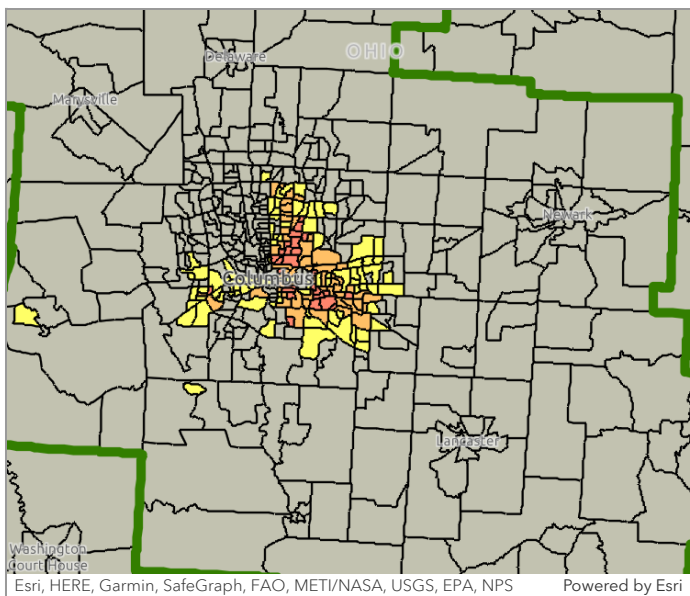 OHIO
Delaware
Marysville
Newark
Columbus
Lancaster
Washington
Court House
Esri, HERE, Garmin, SafeGraph, FAO, METI/NASA, USGS, EPA, NPS Powered by Esri